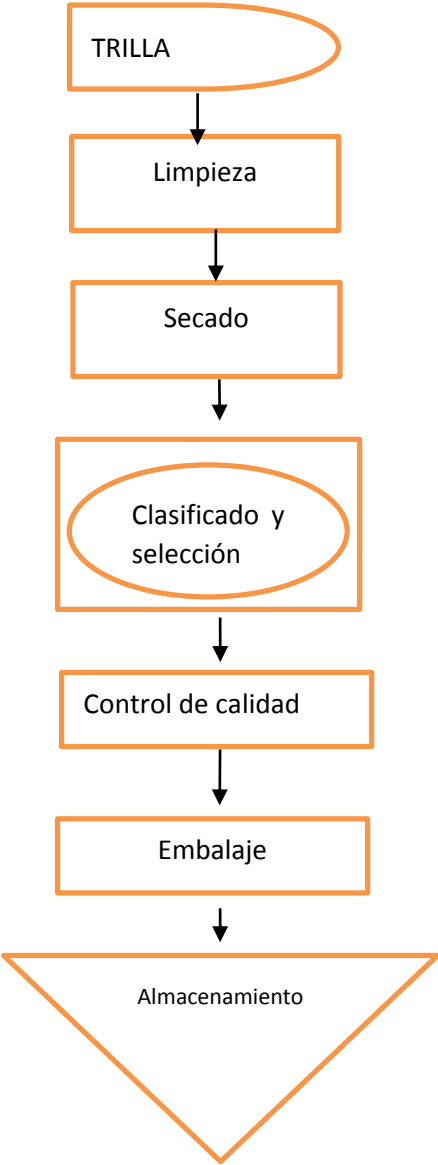 TRILLA
Limpieza
Secado
Clasificado y
selección
Control de calidad
Embalaje
Almacenamiento